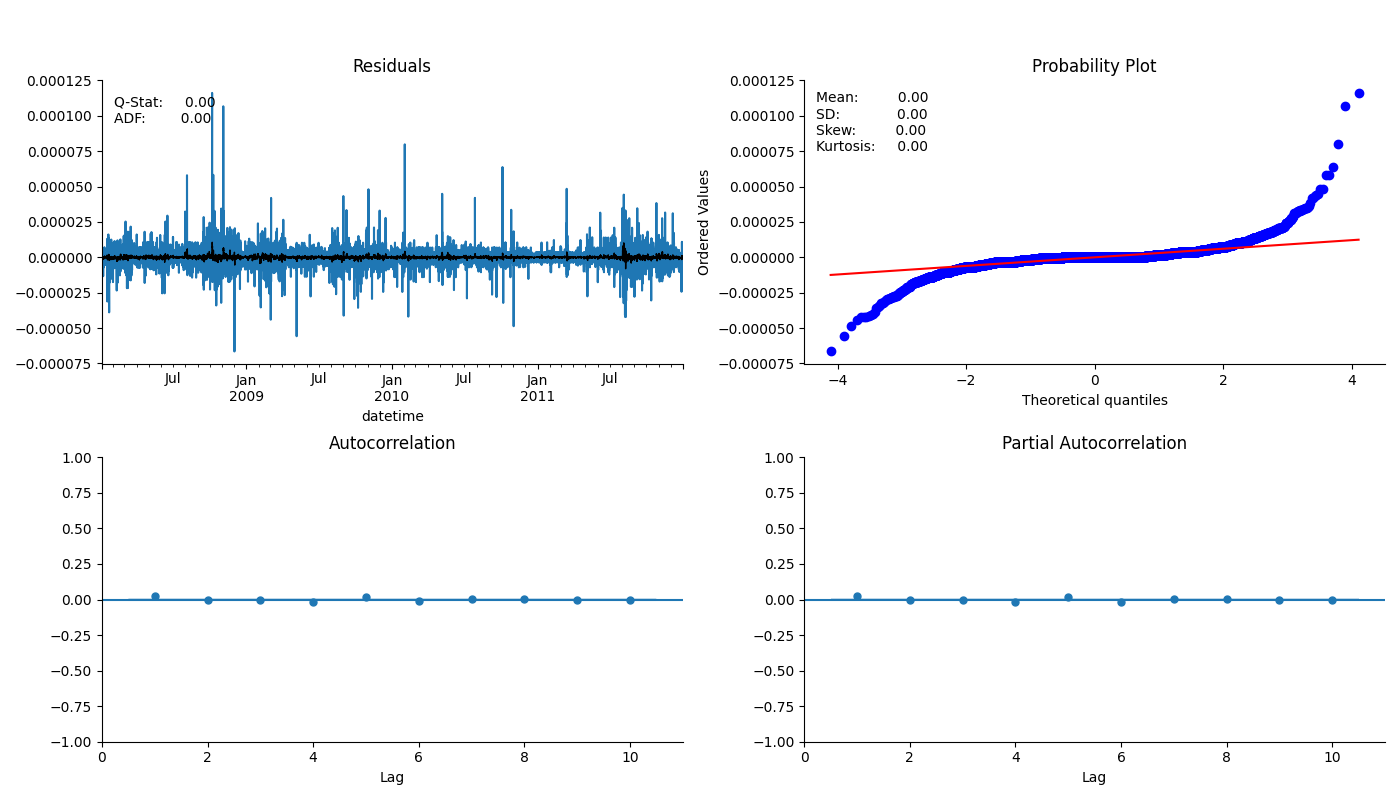 Residuals
0.000125
0.000100
0.000075
0.000050
0.000025
0.000000
−0.000025
−0.000050
−0.000075
Q-Stat: 0.00
ADF: 0.00
Jul Jan Jul Jan Jul Jan Jul
2009 2010 2011
datetime
Probability Plot
Ordered Values
0.000125
0.000100
0.000075
0.000050
0.000025
0.000000
−0.000025
−0.000050
−0.000075
Mean: 0.00
SD: 0.00
Skew: 0.00
Kurtosis: 0.00
−4 −2 0 2 4
Theoretical quantiles
Autocorrelation
1.00
0.75
0.50
0.25
0.00
−0.25
−0.50
−0.75
−1.00
0 2 4 6 8 10
Lag
Partial Autocorrelation
1.00
0.75
0.50
0.25
0.00
−0.25
−0.50
−0.75
−1.00
0 2 4 6 8 10
Lag